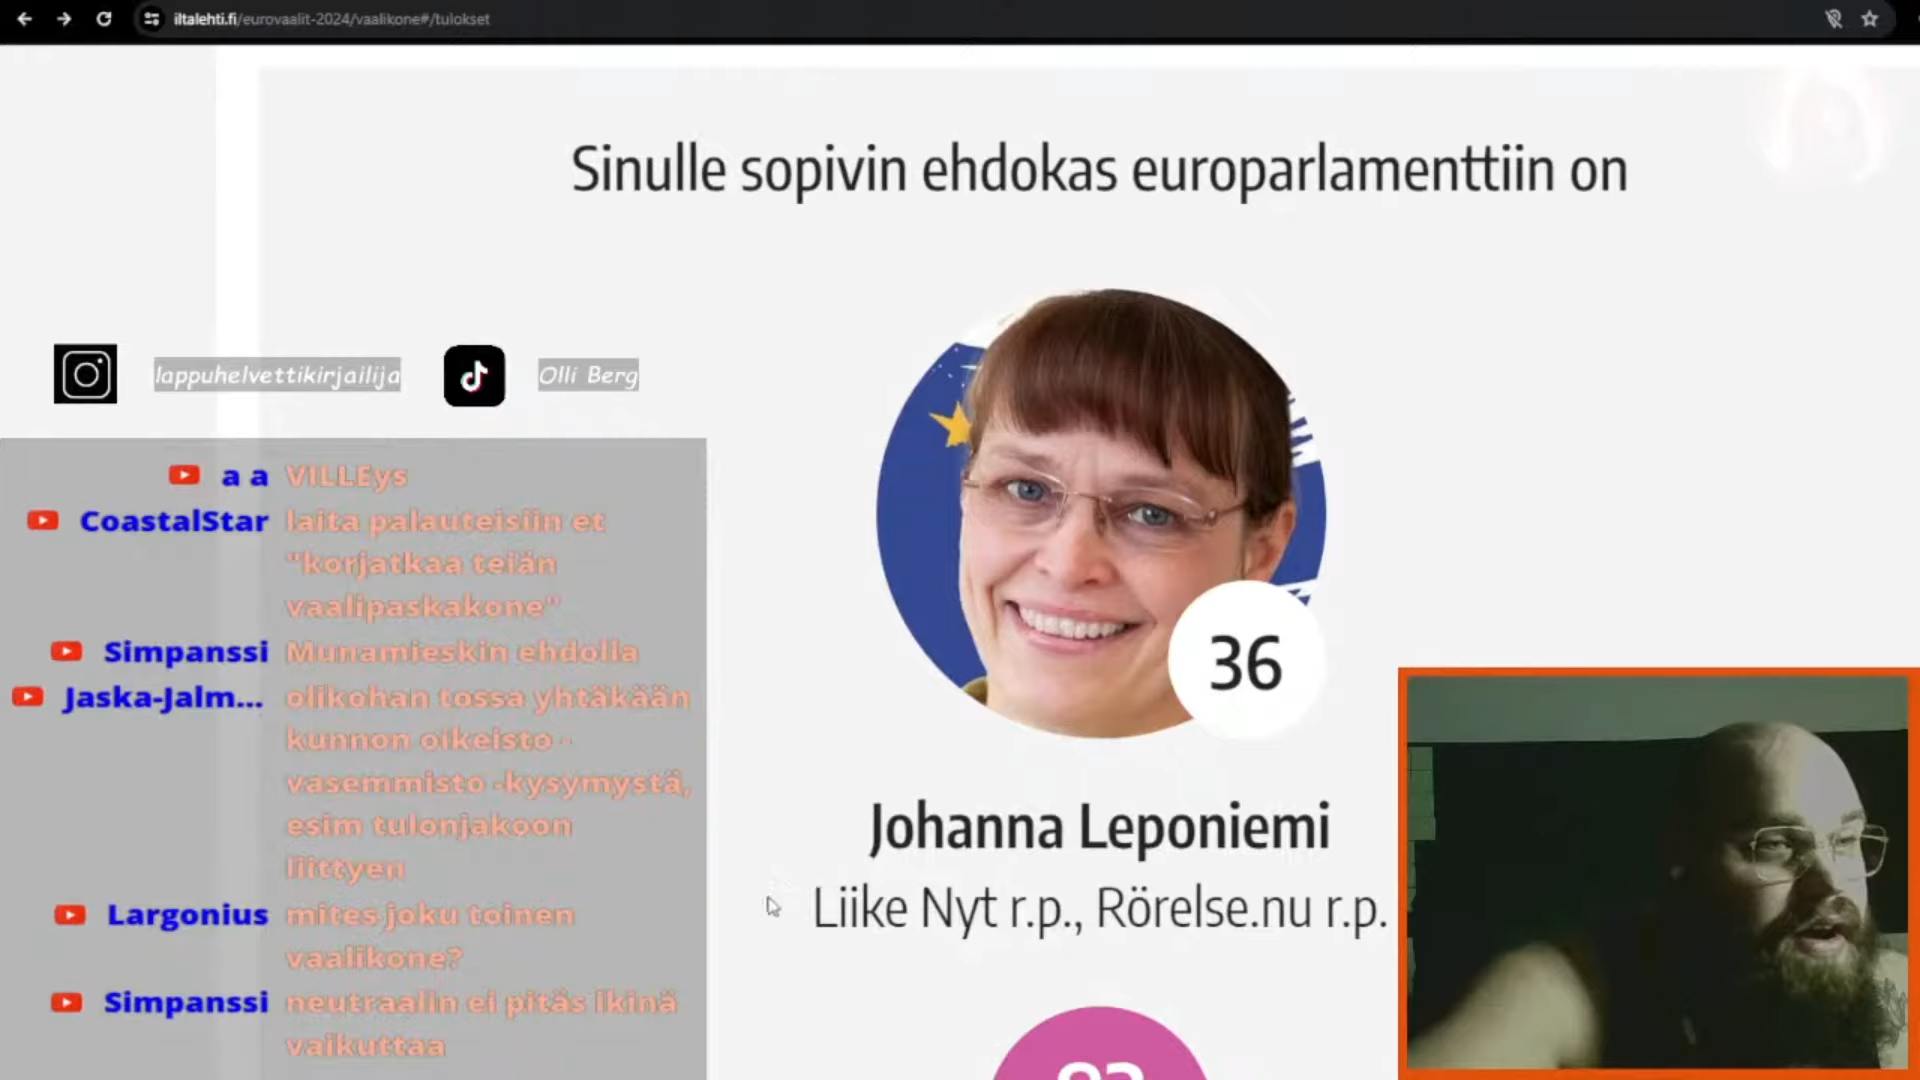 iltalehti.fi/eurovaalit-2024/vaalikone#/tulokset
Sinulle sopivin ehdokas europarlamenttiin on
lappuhelvettikirjailija
Olli Berg
a a VILLEys
CoastalStar laita palauteisiin et
"korjatkaa teiän
vaalipaskakone"
Simpanssi Munamieskin ehdolla
Jaska-Jalm... olikohan tossa yhtäkään
kunnon oikeisto -
vasemmisto -kysymystä,
esim tulonjakoon
liittyen
Largonius mites joku toinen
vaalikone?
Simpanssi neutraalin ei pitäs ikinä
vaikuttaa
36
Johanna Leponiemi
Liike Nyt r.p., Rörelse.nu r.p.